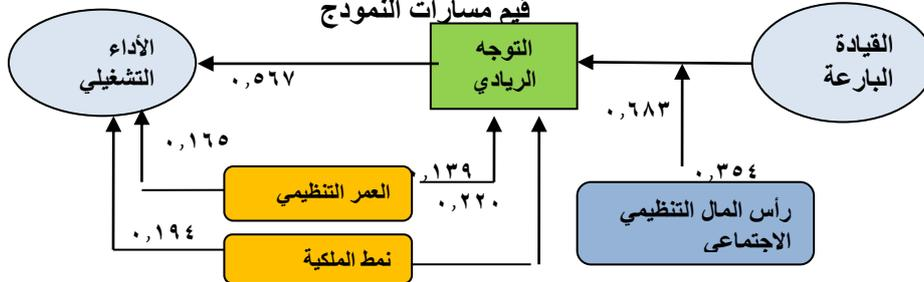 قيم مسارات النموذج
القيادة
البارعة
التوجه
الريادي
الأداء
التشغيلي
٠,٦٨٣
٠,٥٦٧
٠,١٦٥
٠,١٣٩
٠,٣٥٤
العمر التنظيمي
٠,٢٢٠
رأس المال التنظيمي
الاجتماعي
٠,١٩٤
نمط الملكية